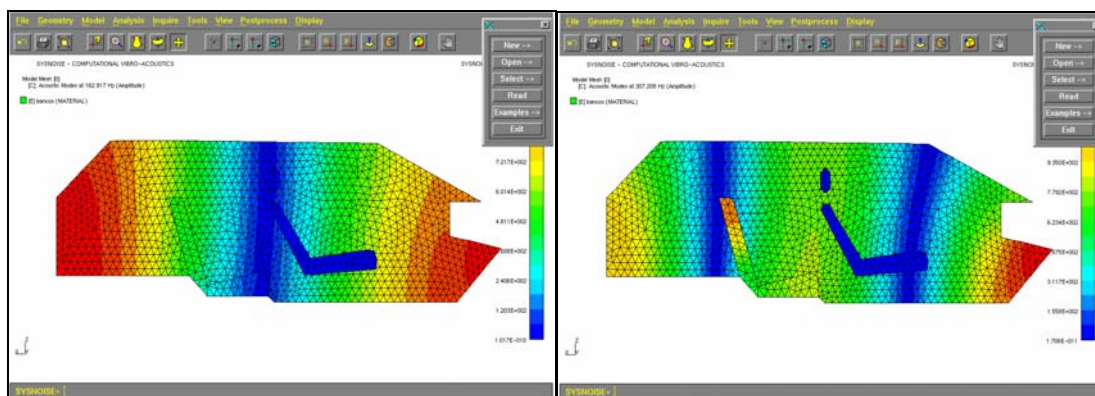 File Geometry Model Analysis Inquire Tools View Postprocess Display
New -->
Open -->
Select -->
Read
Examples -->
Exit
SYSNOISE - COMPUTATIONAL VIBRO-ACOUSTICS
SYSNO
Model Mesh [0]
[C]: Acoustic Modes at 162.917 Hz (Amplitude)
[E] bancos (MATERIAL)
7.217E+002
6.014E+002
4.811E+002
2.406E+002
1.203E+002
1.017E-010
Z
X Y
SYSNOISE>
File Geometry Model Analysis Inquire Tools View Postprocess Display
New -->
Open -->
Select -->
Read
Examples -->
Exit
SYSNOISE - COMPUTATIONAL VIBRO-ACOUSTICS
SYSNO
Model Mesh [0]
[C]: Acoustic Modes at 307.208 Hz (Amplitude)
[E] bancos (MATERIAL)
9.350E+002
7.792E+002
6.234E+002
3.117E+002
1.558E+002
1.706E-011
Z
X Y
SYSNOISE>